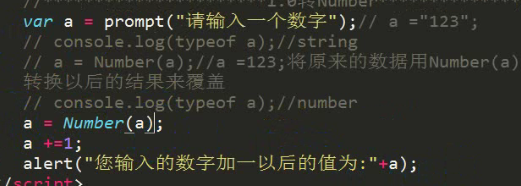 //**********************1.0转Number**************
var a = prompt("请输入一个数字");// a ="123";
// console.log(typeof a);//string
// a = Number(a);//a =123;将原来的数据用Number(a)
转换以后的结果来覆盖
// console.log(typeof a);//number
a = Number(a);
a +=1;
alert("您输入的数字加一以后的值为:"+a);
</script>